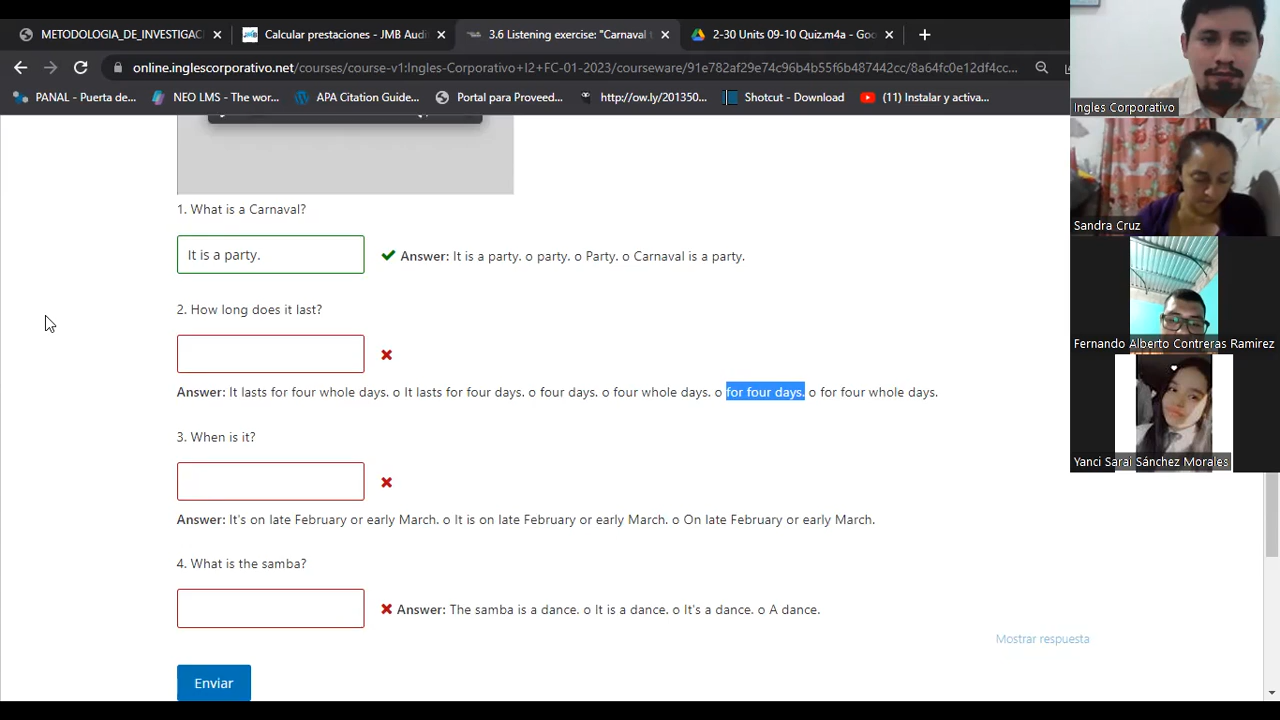 METODOLOGIA_DE_INVESTIGAC
Calcular prestaciones - JMB Audi
3.6 Listening exercise: "Carnaval t
2-30 Units 09-10 Quiz.m4a - Goo
online.inglescorporativo.net/courses/course-v1:Ingles-Corporativo+I2+FC-01-2023/courseware/91e782af29e74c96b4b55f6b487442cc/8a64fc0e12df4cc...
PANAL - Puerta de...
NEO LMS - The wor...
APA Citation Guide...
Portal para Proveed...
http://ow.ly/201350...
Shotcut - Download
(11) Instalar y activa...
1. What is a Carnaval?
It is a party.
Answer: It is a party. o party. o Party. o Carnaval is a party.
2. How long does it last?
Answer: It lasts for four whole days. o It lasts for four days. o four days. o four whole days. o for four days. o for four whole days.
3. When is it?
Answer: It's on late February or early March. o It is on late February or early March. o On late February or early March.
4. What is the samba?
Answer: The samba is a dance. o It is a dance. o It's a dance. o A dance.
Mostrar respuesta
Enviar
Ingles Corporativo
Sandra Cruz
Fernando Alberto Contreras Ramirez
Yanci Sarai Sánchez Morales